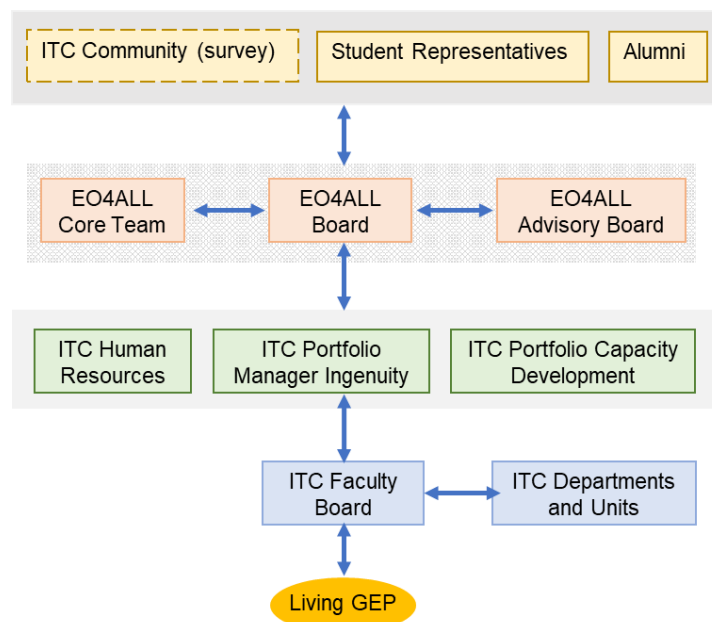 ITC Community (survey)
Student Representatives
Alumni
EO4ALL
Core Team
EO4ALL
Board
EO4ALL
Advisory Board
ITC Human
Resources
ITC Portfolio
Manager Ingenuity
ITC Portfolio Capacity
Development
ITC Faculty
Board
ITC Departments
and Units
Living GEP